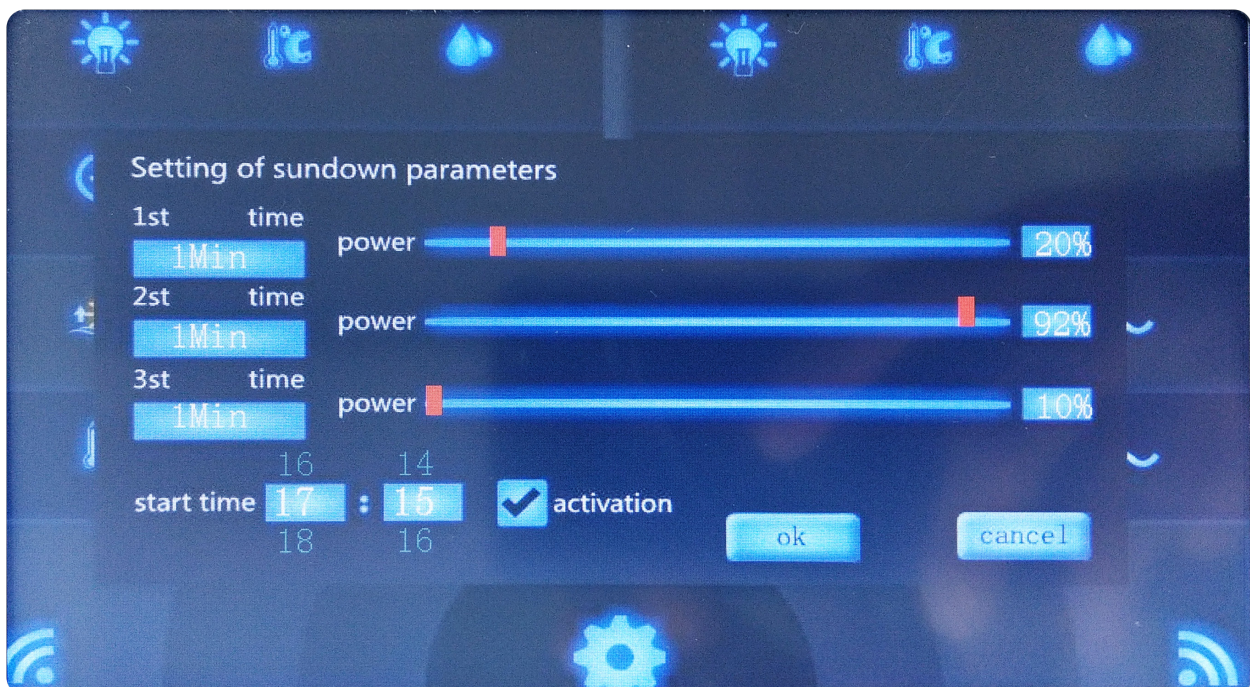 Setting of sundown parameters
1st time
1Min power 20%
2st time
1Min power 92%
3st time
1Min power 10%
16 14
start time 17 : 15 activation
18 16
ok cancel